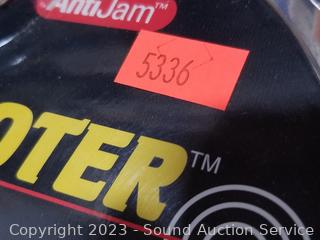 AntiJam™
5336
OTER™
Copyright 2023 - Sound Auction Service